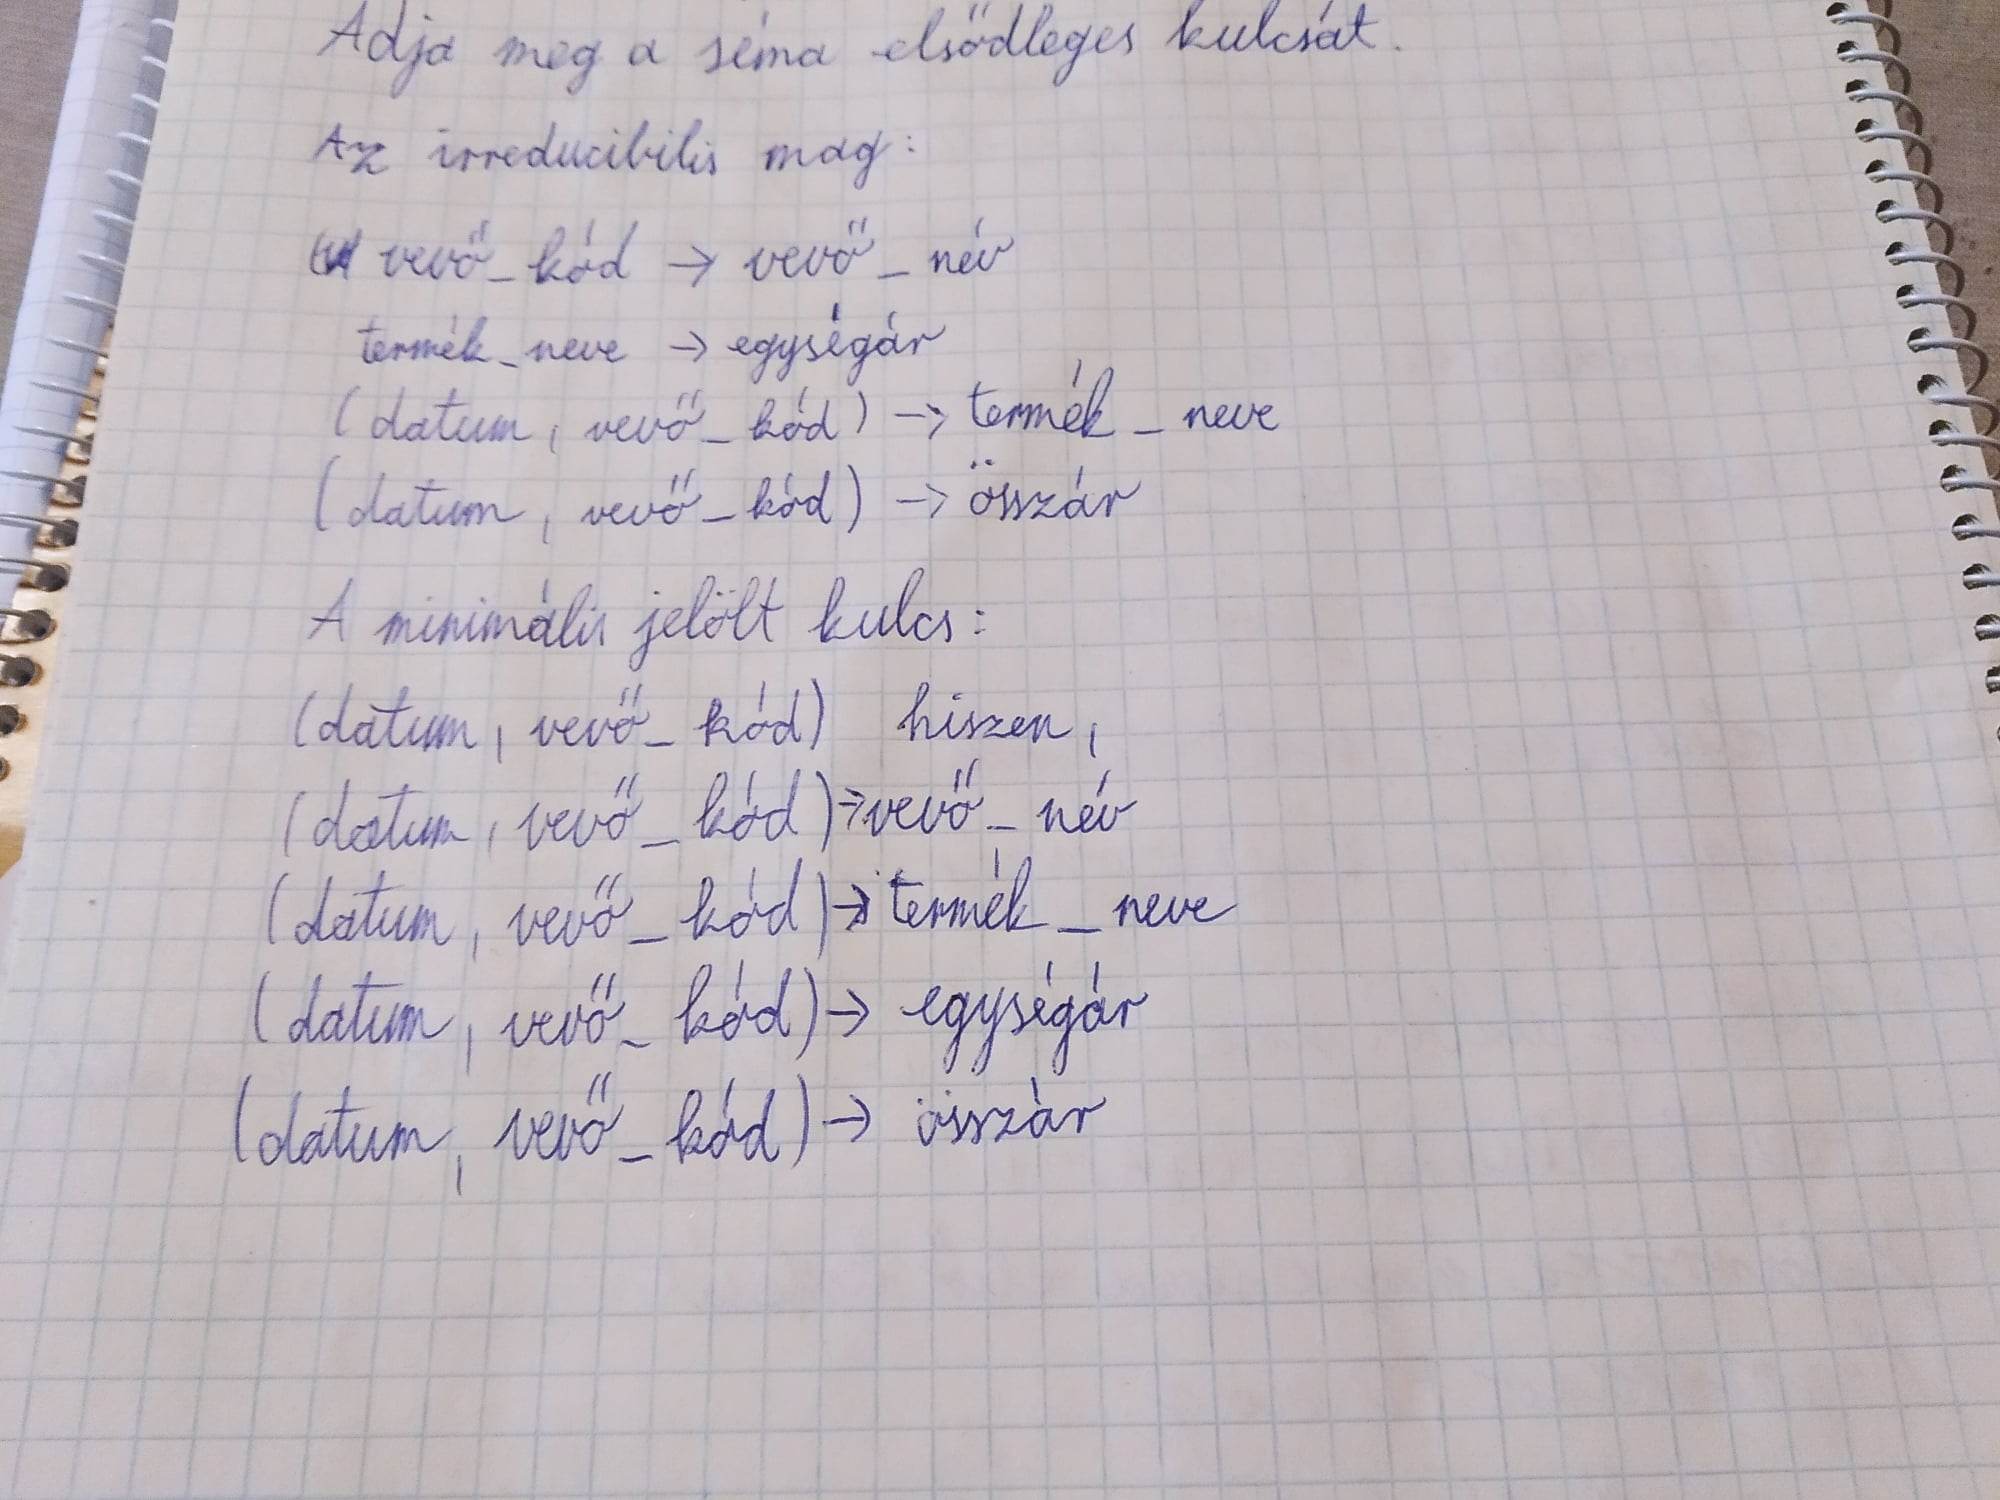 Adja meg a séma elsődleges kulcsát.
Az irreducibilis mag:
vevő_kód → vevő_név
termék_neve → egységár
(datum, vevő_kód) → termék_neve
(datum, vevő_kód) → összár
A minimális jelölt kulcs:
(datum, vevő_kód) hiszen,
(datum, vevő_kód) → vevő_név
(datum, vevő_kód) → termék_neve
(datum, vevő_kód) → egységár
(datum, vevő_kód) → összár